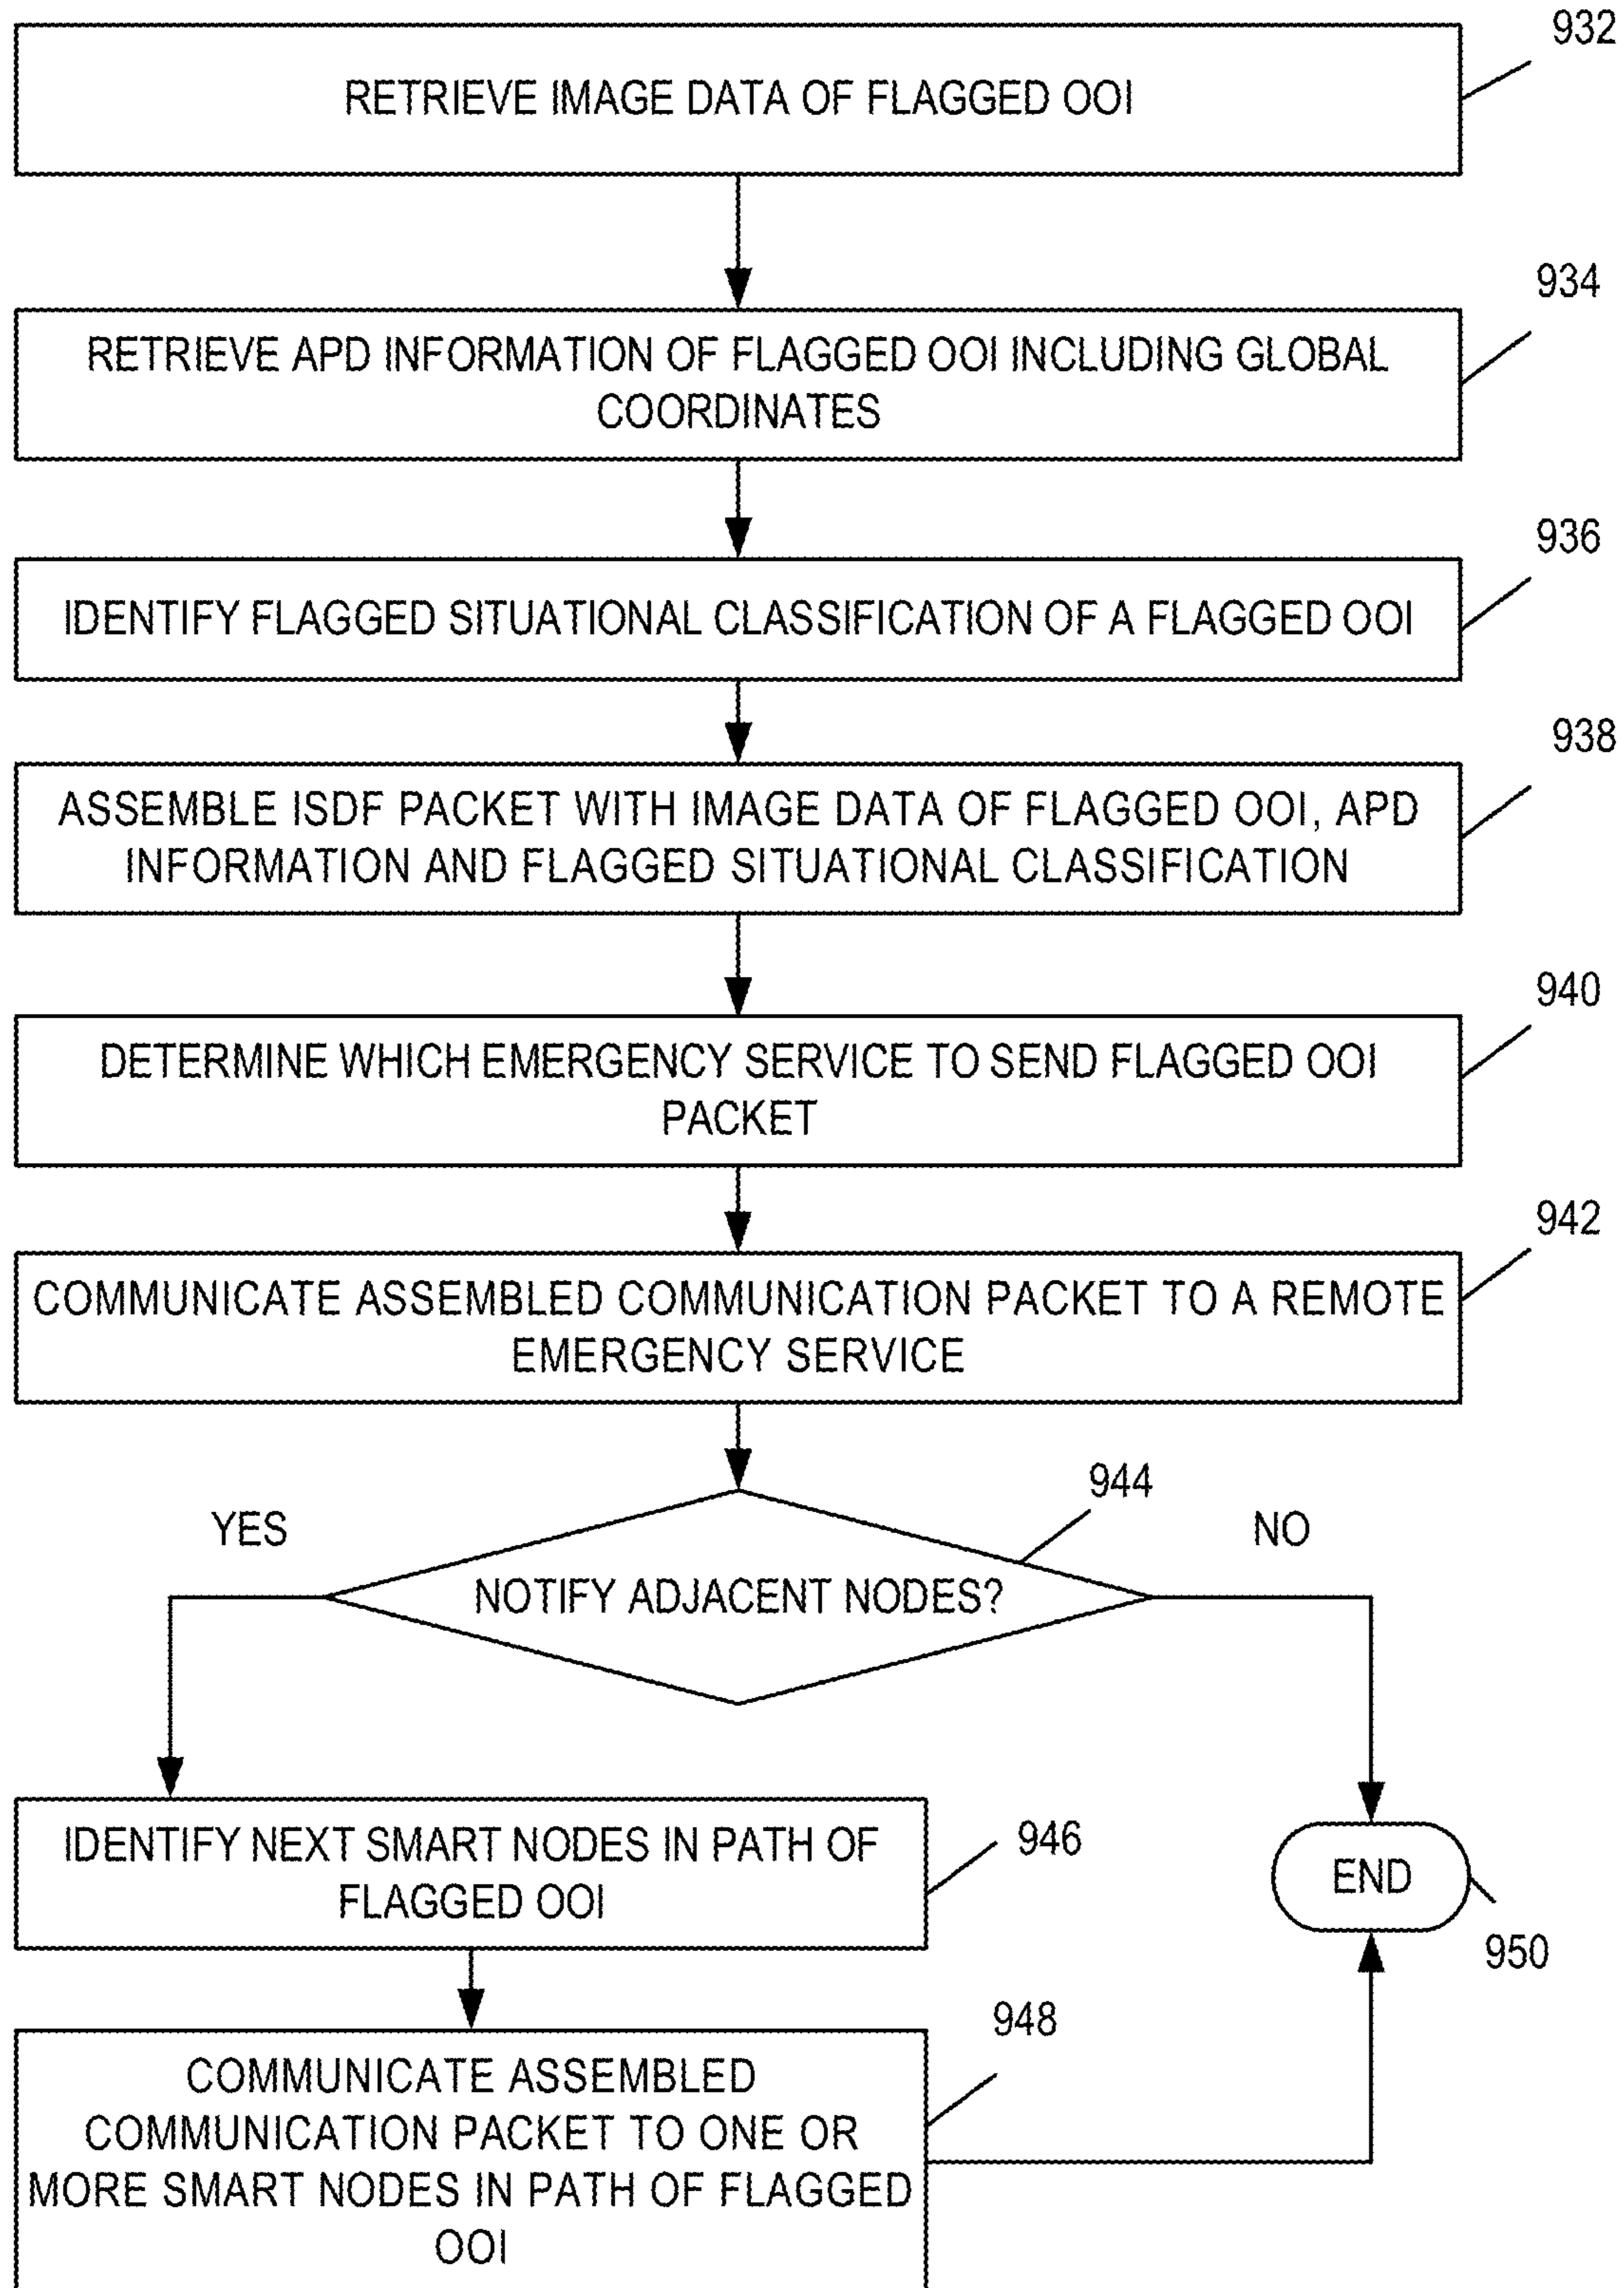 932
RETRIEVE IMAGE DATA OF FLAGGED OOI
934
RETRIEVE APD INFORMATION OF FLAGGED OOI INCLUDING GLOBAL
COORDINATES
936
IDENTIFY FLAGGED SITUATIONAL CLASSIFICATION OF A FLAGGED OOI
938
ASSEMBLE ISDF PACKET WITH IMAGE DATA OF FLAGGED OOI, APD
INFORMATION AND FLAGGED SITUATIONAL CLASSIFICATION
940
DETERMINE WHICH EMERGENCY SERVICE TO SEND FLAGGED OOI
PACKET
942
COMMUNICATE ASSEMBLED COMMUNICATION PACKET TO A REMOTE
EMERGENCY SERVICE
944
YES
NO
NOTIFY ADJACENT NODES?
IDENTIFY NEXT SMART NODES IN PATH OF
FLAGGED OOI
946
END
950
948
COMMUNICATE ASSEMBLED
COMMUNICATION PACKET TO ONE OR
MORE SMART NODES IN PATH OF FLAGGED
OOI